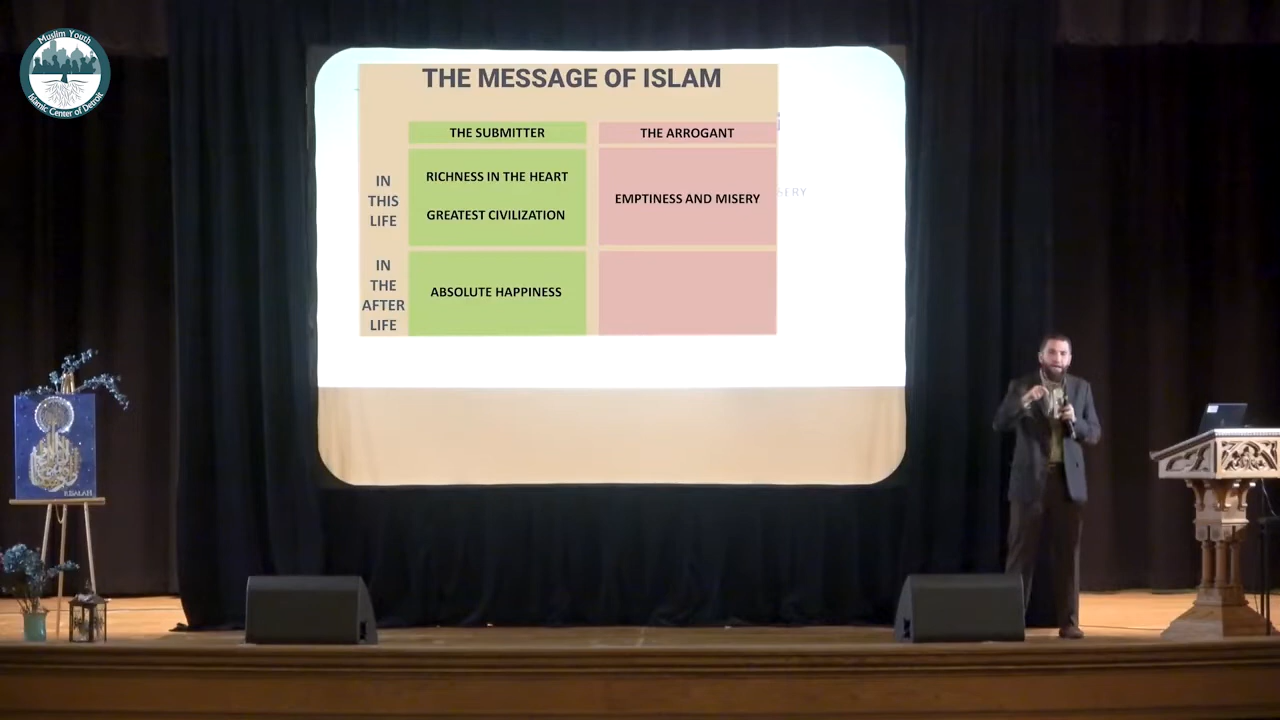 Muslim Youth
Islamic Center of Detroit
THE MESSAGE OF ISLAM
THE SUBMITTER
THE ARROGANT
IN
THIS
LIFE
RICHNESS IN THE HEART
GREATEST CIVILIZATION
EMPTINESS AND MISERY
IN
THE
AFTER
LIFE
ABSOLUTE HAPPINESS
RISALAH